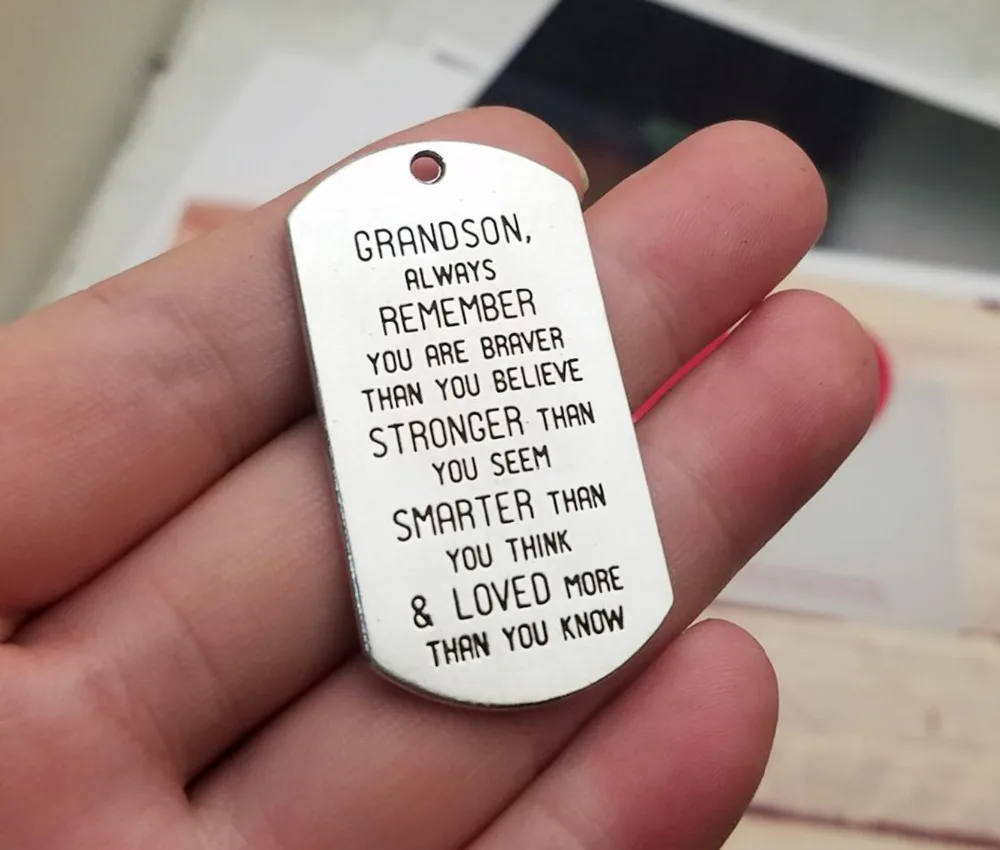 GRANDSON,
ALWAYS
REMEMBER
YOU ARE BRAVER
THAN YOU BELIEVE
STRONGER THAN
YOU SEEM
SMARTER THAN
YOU THINK
& LOVED MORE
THAN YOU KNOW